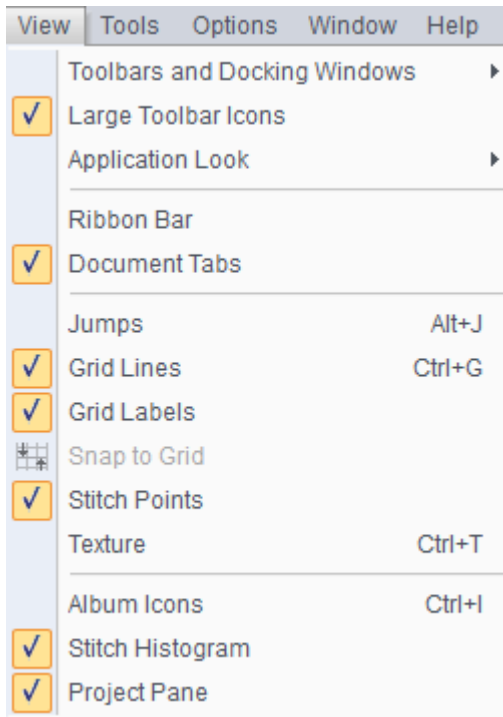 View Tools Options Window Help
Toolbars and Docking Windows
Large Toolbar Icons
Application Look
Ribbon Bar
Document Tabs
Jumps Alt+J
Grid Lines Ctrl+G
Grid Labels
Snap to Grid
Stitch Points
Texture Ctrl+T
Album Icons Ctrl+I
Stitch Histogram
Project Pane